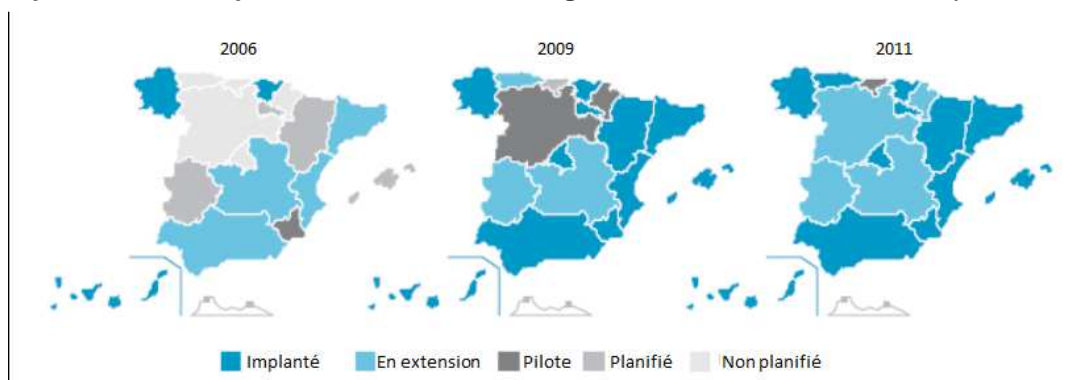 2006
2009
2011
Implanté
En extension
Pilote
Planifié
Non planifié